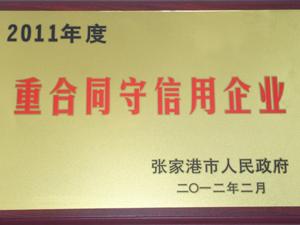 2011年度
重合同守信用企业
张家港市人民政府
二〇一二年二月